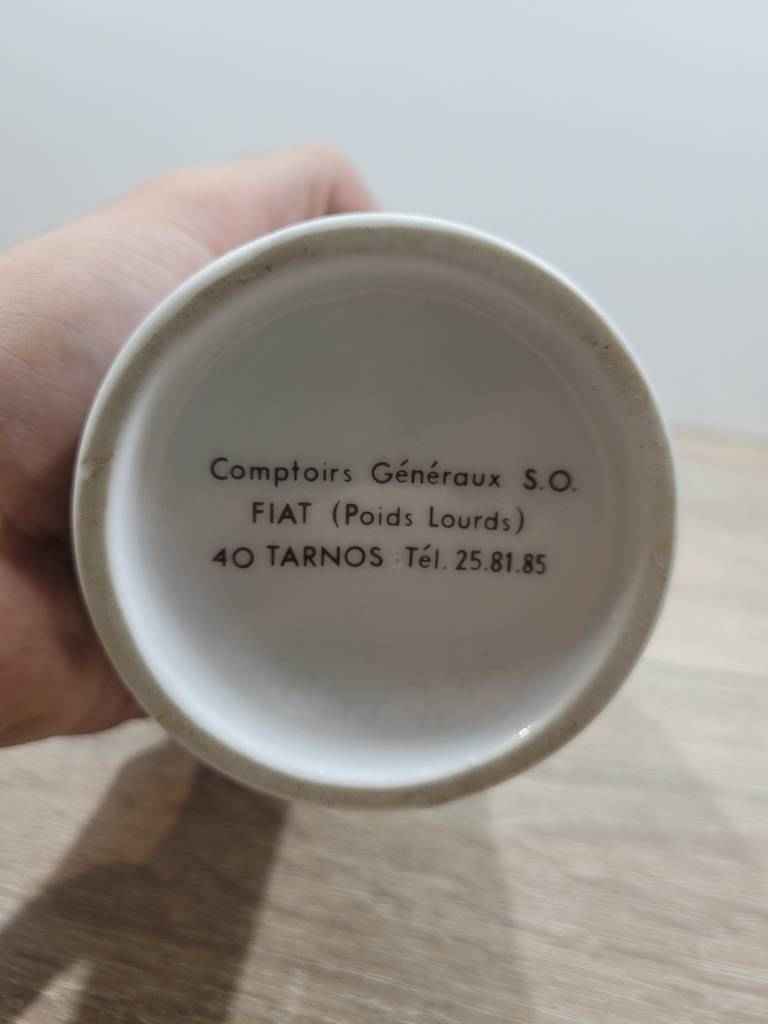 Comptoirs Généraux S.O.
FIAT (Poids Lourds)
40 TARNOS Tél. 25.81.85